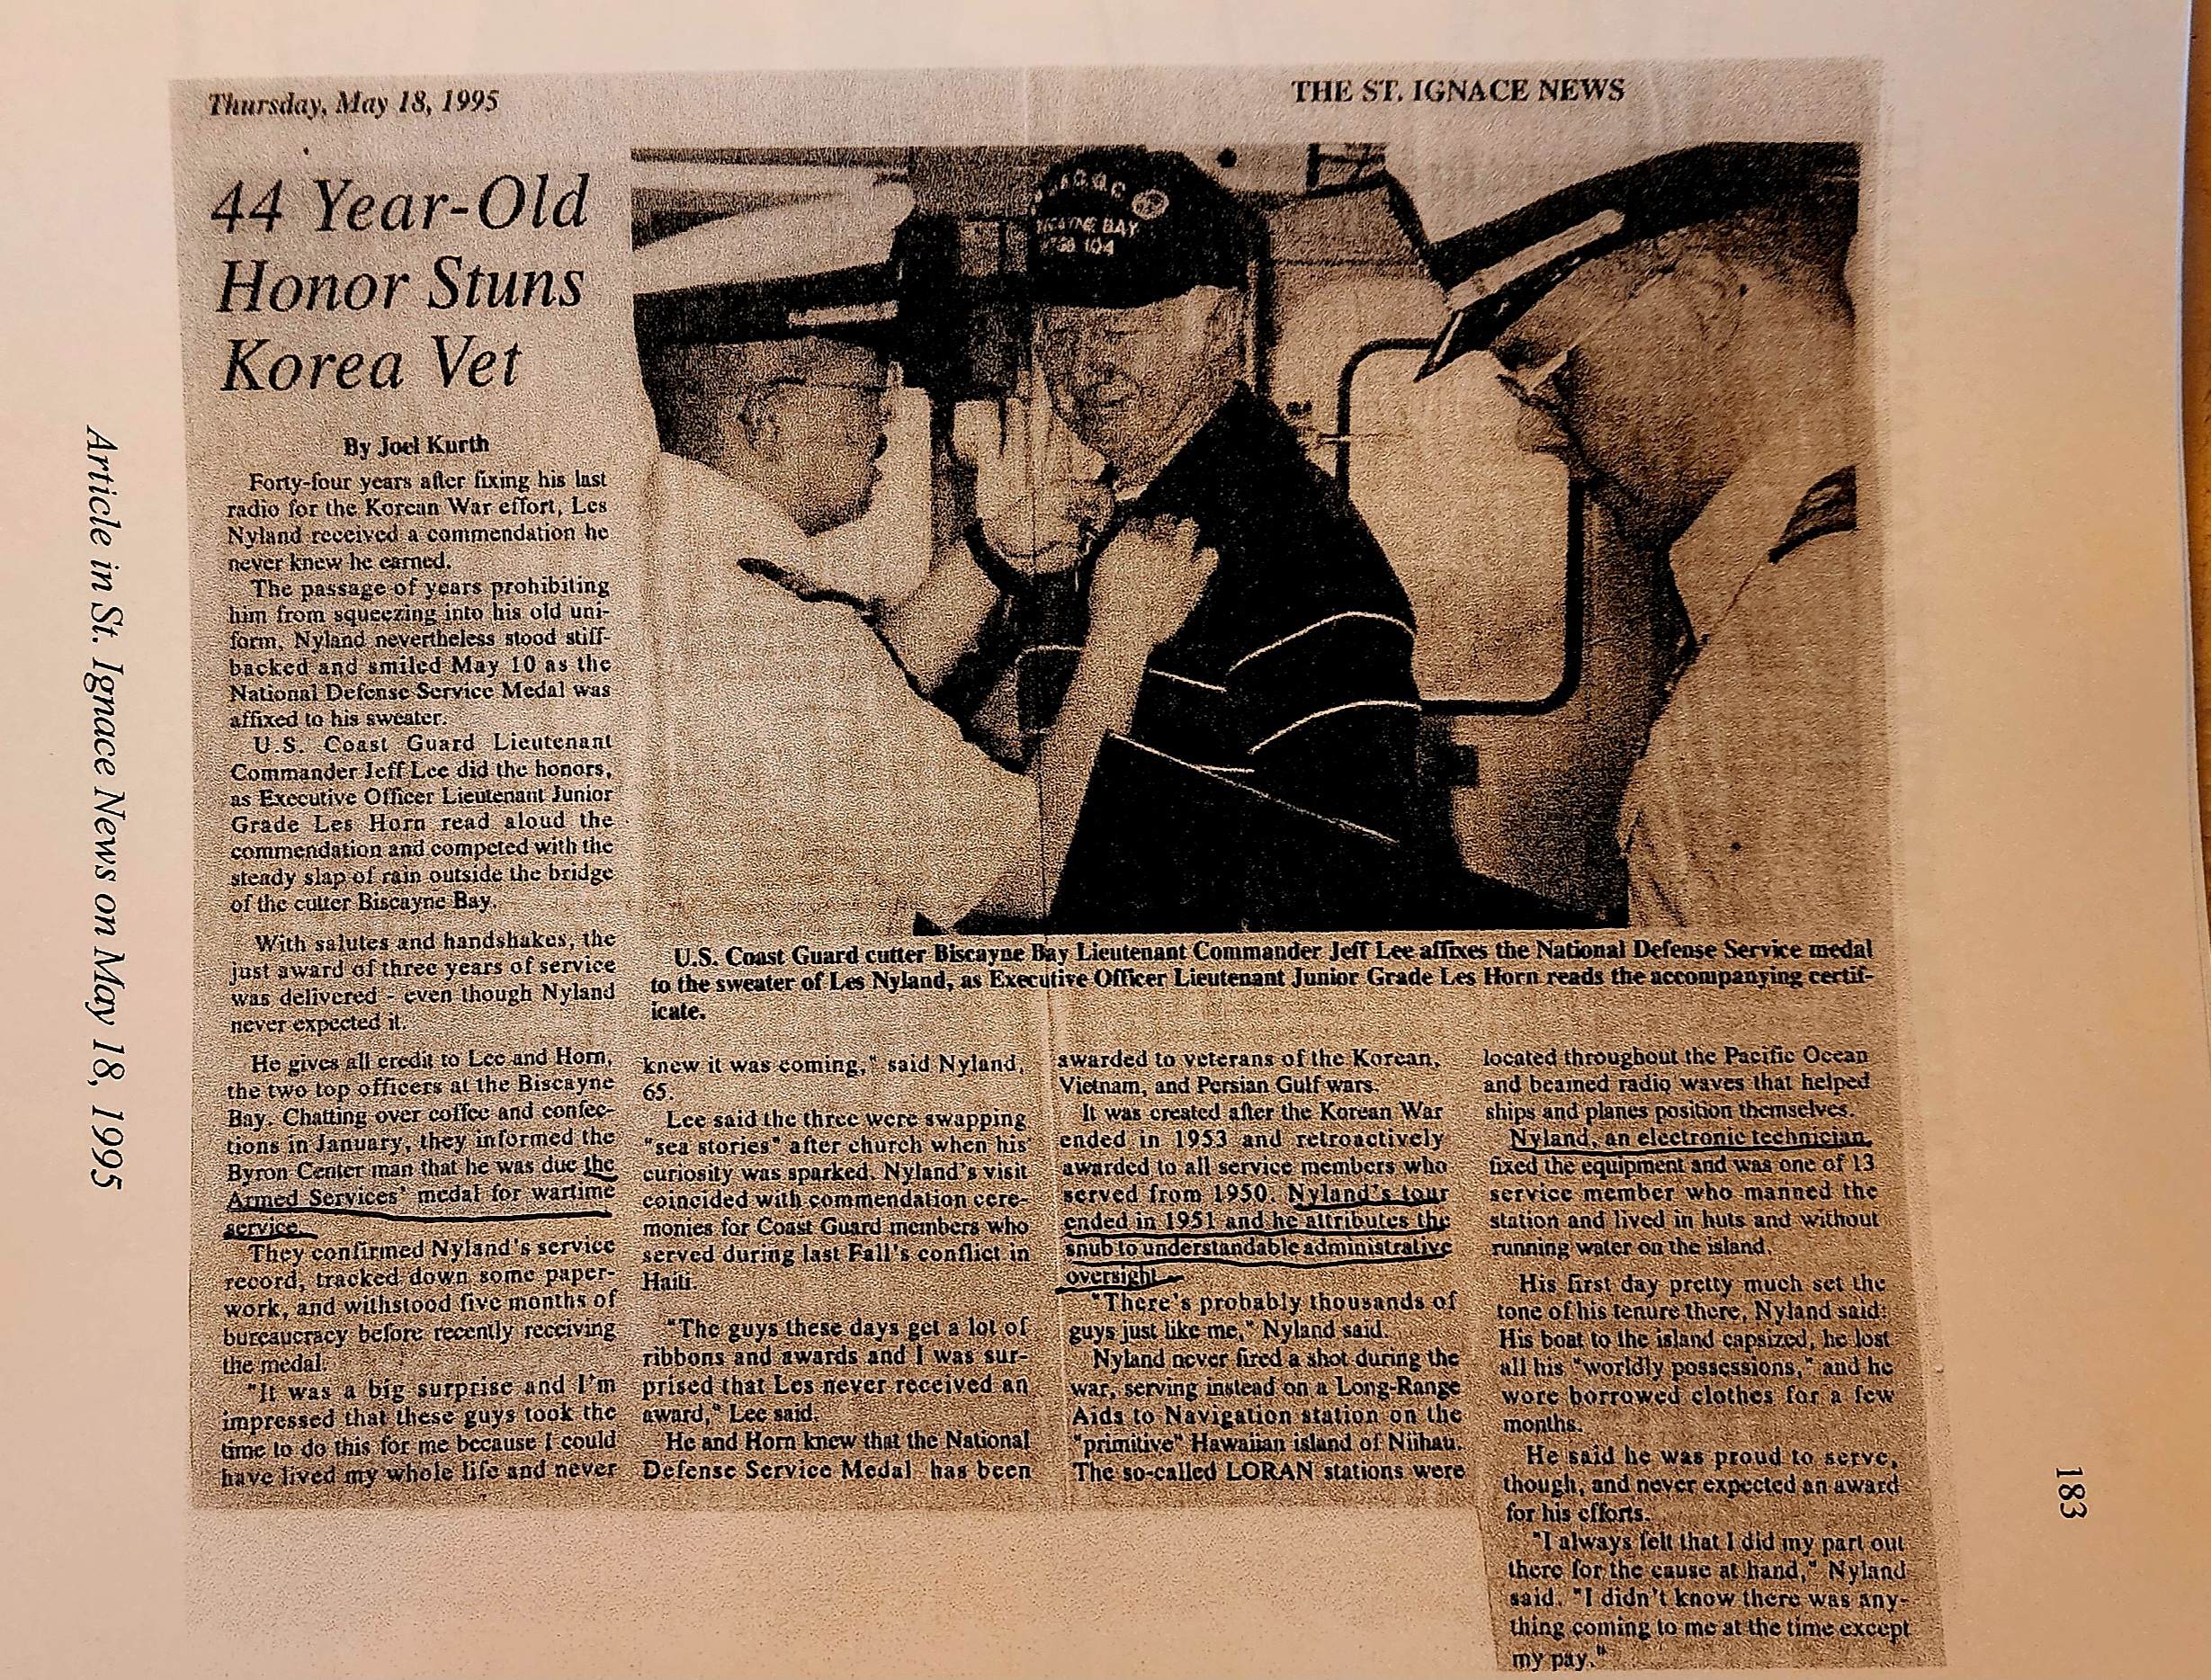 Thursday, May 18, 1995
THE ST. IGNACE NEWS
44 Year-Old
Honor Stuns
Korea Vet
By Joel Kurth
Forty-four years after fixing his last
radio for the Korean War effort, Les
Nyland received a commendation he
never knew he earned.
The passage of years prohibiting
him from squeezing into his old uni-
form, Nyland nevertheless stood stiff-
backed and smiled May 10 as the
National Defense Service Medal was
affixed to his sweater.
U.S. Coast Guard Lieutenant
Commander Jeff Lee did the honors,
as Executive Officer Lieutenant Junior
Grade Les Horn read aloud the
commendation and competed with the
steady slap of rain outside the bridge
of the cutter Biscayne Bay.
With salutes and handshakes, the
just award of three years of service
was delivered - even though Nyland
never expected it.
He gives all credit to Lee and Horn,
the two top officers at the Biscayne
Bay. Chatting over coffee and confec-
tions in January, they informed the
Byron Center man that he was due the
Armed Services' medal for wartime
service.
They confirmed Nyland's service
record, tracked down some paper-
work, and withstood five months of
bureaucracy before recently receiving
the medal.
"It was a big surprise and I'm
impressed that these guys took the
time to do this for me because I could
have lived my whole life and never
BAY
104
U.S. Coast Guard cutter Biscayne Bay Lieutenant Commander Jeff Lee affixes the National Defense Service medal
to the sweater of Les Nyland, as Executive Officer Lieutenant Junior Grade Les Horn reads the accompanying certif-
icate.
knew it was coming," said Nyland,
65.
Lee said the three were swapping
"sea stories" after church when his
curiosity was sparked. Nyland's visit
coincided with commendation cere-
monies for Coast Guard members who
served during last Fall's conflict in
Haiti.
"The guys these days get a lot of
ribbons and awards and I was sur-
prised that Les never received an
award," Lee said.
He and Horn knew that the National
Defense Service Medal has been
awarded to veterans of the Korean,
Vietnam, and Persian Gulf wars.
It was created after the Korean War
ended in 1953 and retroactively
awarded to all service members who
served from 1950. Nyland's tour
ended in 1951 and he attributes the
snub to understandable administrative
oversight.
"There's probably thousands of
guys just like me," Nyland said.
Nyland never fired a shot during the
war, serving instead on a Long-Range
Aids to Navigation station on the
"primitive" Hawaiian island of Niihau.
The so-called LORAN stations were
located throughout the Pacific Ocean
and beamed radio waves that helped
ships and planes position themselves.
Nyland, an electronic technician,
fixed the equipment and was one of 13
service member who manned the
station and lived in huts and without
running water on the island.
His first day pretty much set the
tone of his tenure there, Nyland said:
His boat to the island capsized, he lost
all his "worldly possessions," and he
wore borrowed clothes for a few
months.
He said he was proud to serve,
though, and never expected an award
for his efforts.
"I always felt that I did my part out
there for the cause at hand," Nyland
said. "I didn't know there was any-
thing coming to me at the time except
my pay."
Article in St. Ignace News on May 18, 1995
183